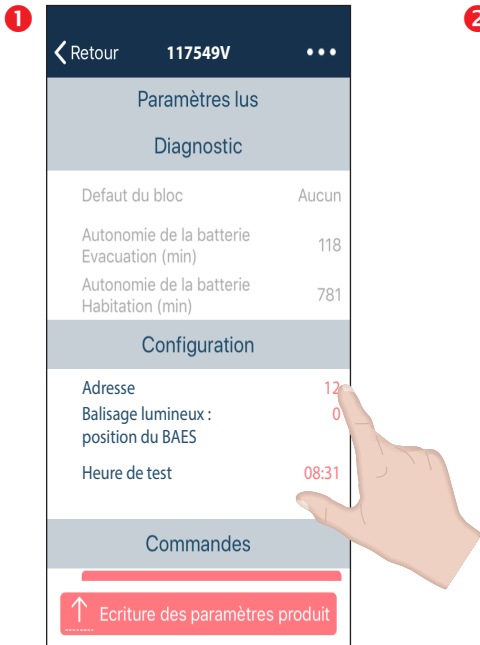 1
2
Retour 117549V •••
Paramètres lus
Diagnostic
Defaut du bloc Aucun
Autonomie de la batterie
Evacuation (min) 118
Autonomie de la batterie
Habitation (min) 781
Configuration
Adresse 12
Balisage lumineux : 0
position du BAES
Heure de test 08:31
Commandes
Ecriture des paramètres produit